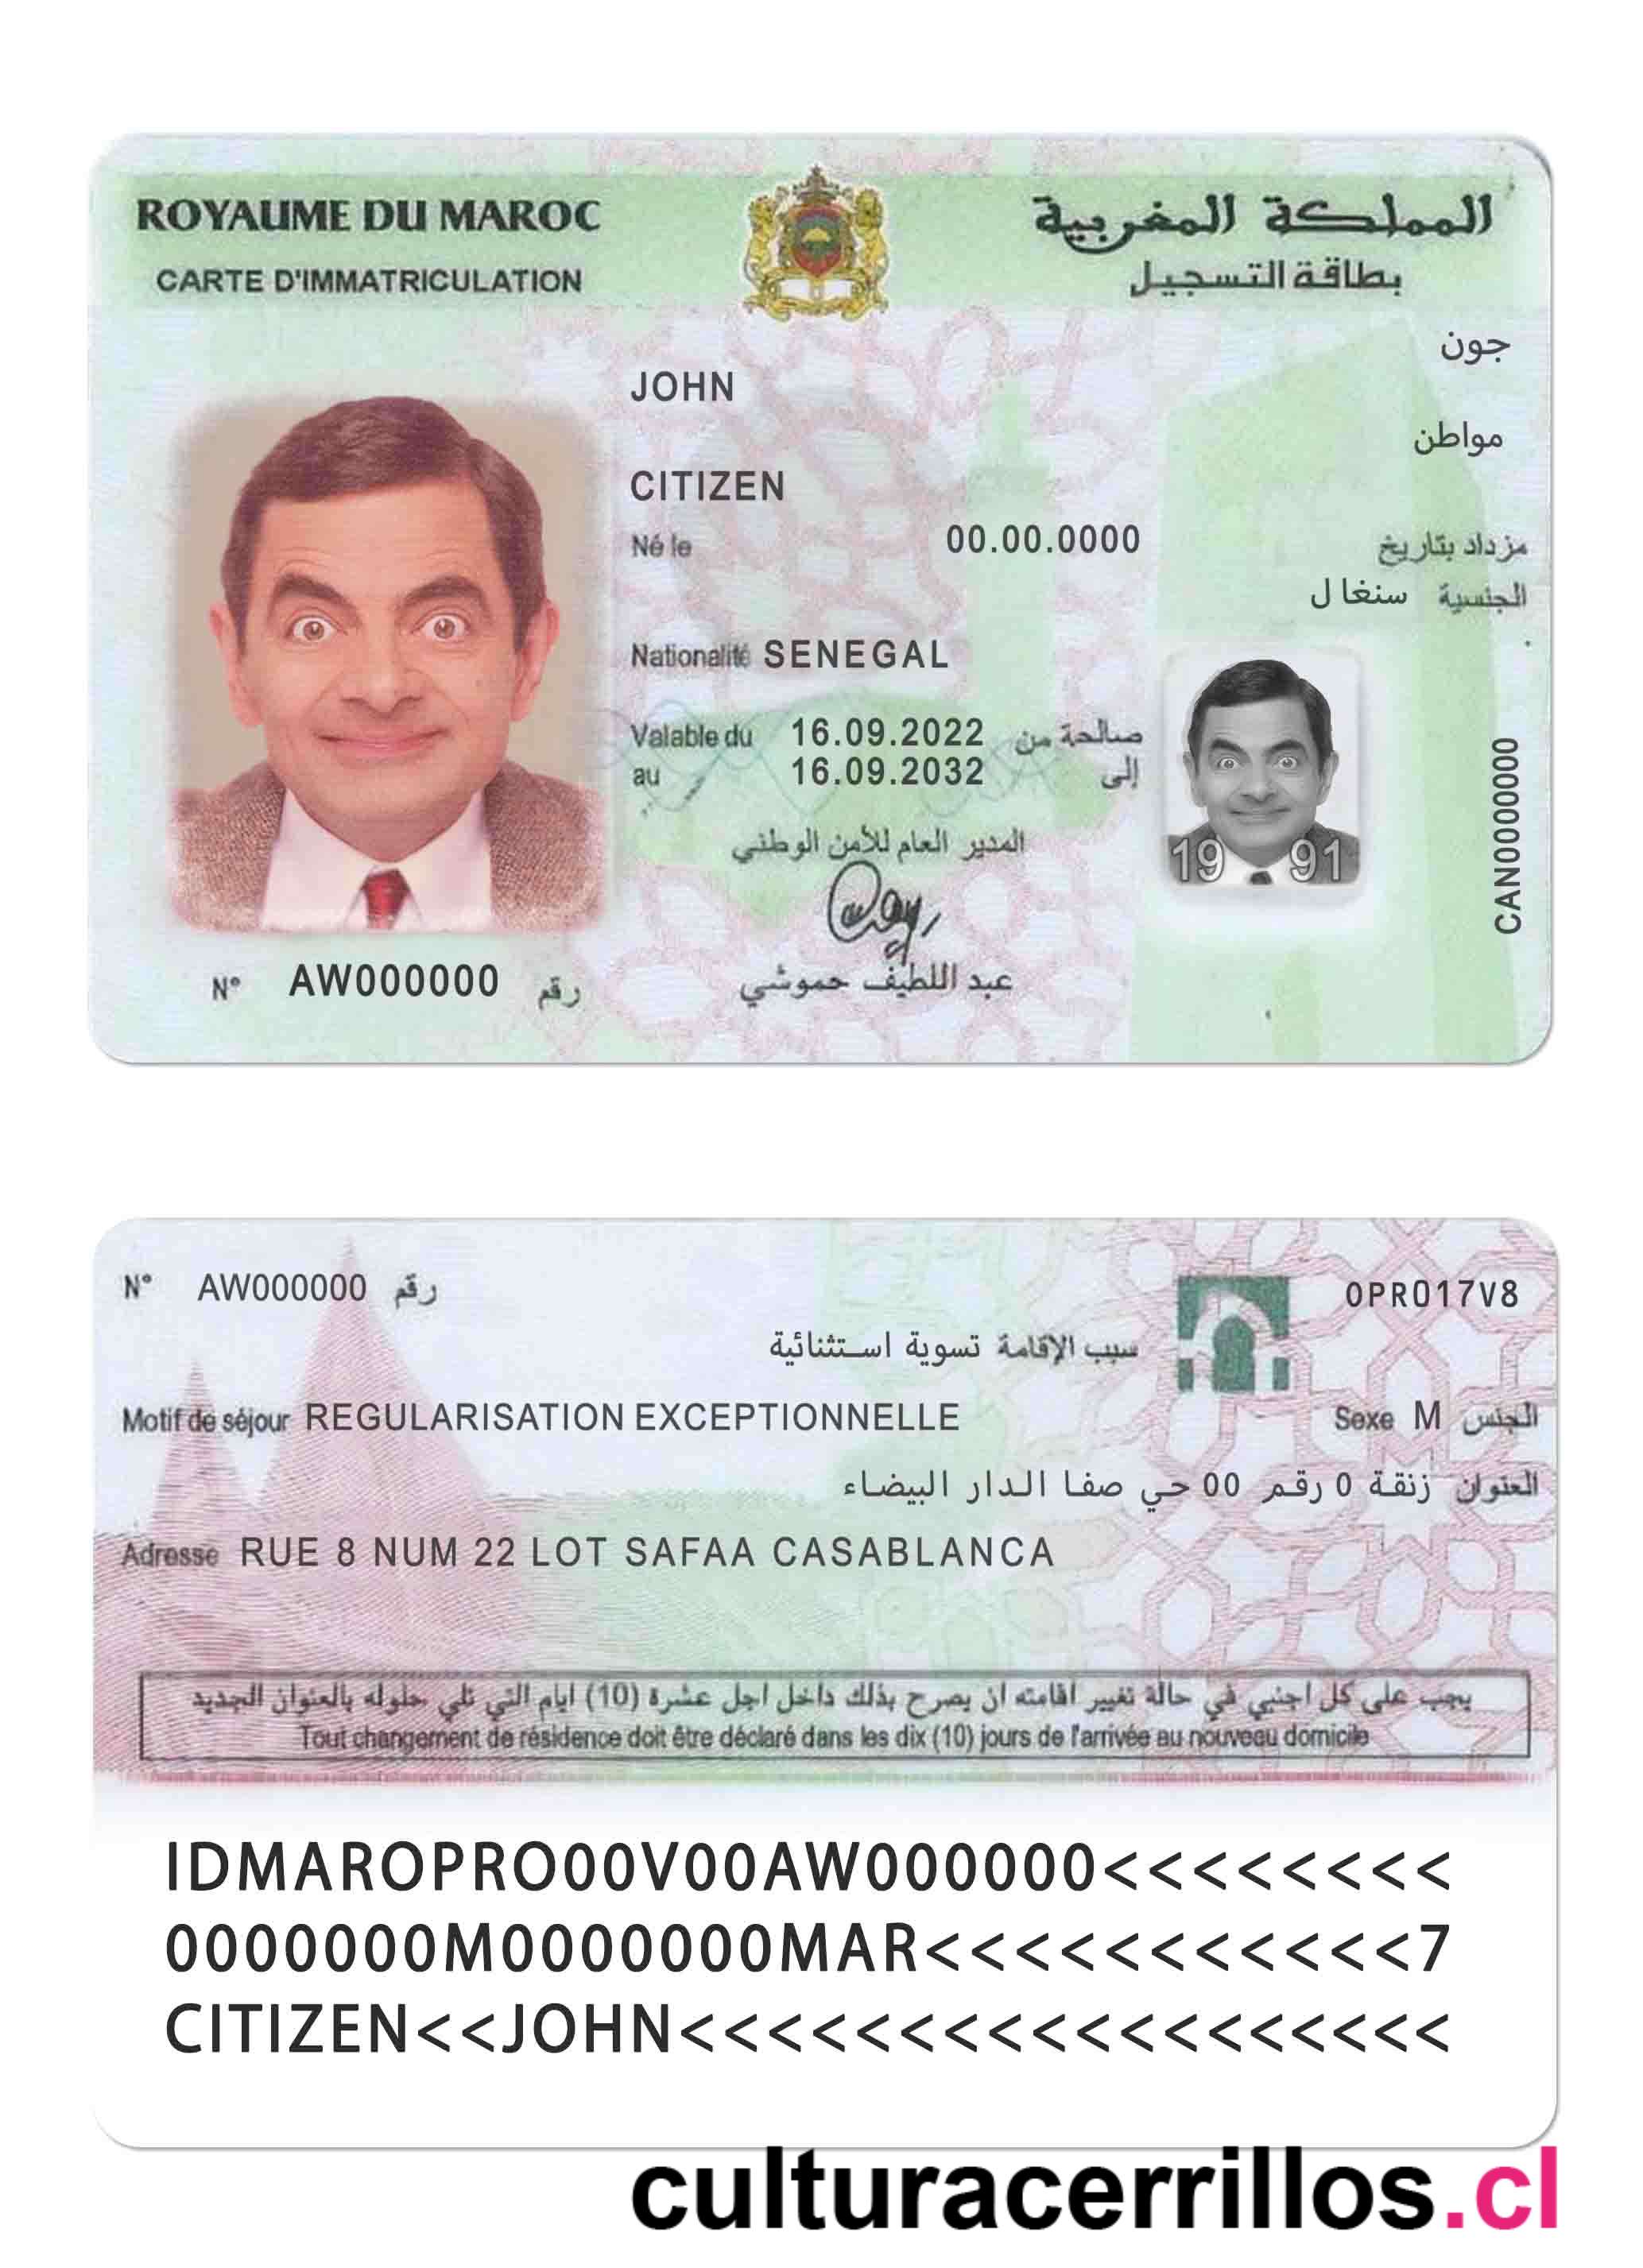 ROYAUME DU MAROC
المملكة المغربية
CARTE D'IMMATRICULATION
بطاقة التسجيل
جون
JOHN
مواطن
CITIZEN
Né le 00.00.0000 مزداد بتاريخ
الجنسية سنغا ل
Nationalité SENEGAL
Valable du 16.09.2022 صالحة من
au 16.09.2032 إلى
المدير العام للأمن الوطني
19 91
CAN000000
عبد اللطيف حموشي
N° AW000000 رقم
N° AW000000 رقم
0PR017V8
سبب الإقامة تسوية استثنائية
Motif de séjour REGULARISATION EXCEPTIONNELLE
Sexe M الجنس
العنوان زنقة 0 رقم 00 حي صفا الدار البيضاء
Adresse RUE 8 NUM 22 LOT SAFAA CASABLANCA
يجب على كل اجنبي في حالة تغيير اقامته ان يصرح بذلك داخل اجل عشرة (10) ايام التي تلي حلوله بالعنوان الجديد
Tout changement de résidence doit être déclaré dans les dix (10) jours de l'arrivée au nouveau domicile
IDMAROPRO00V00AW000000<<<<<<<<
0000000M0000000MAR<<<<<<<<<<<7
CITIZEN<<JOHN<<<<<<<<<<<<<<<<<
culturacerrillos.cl